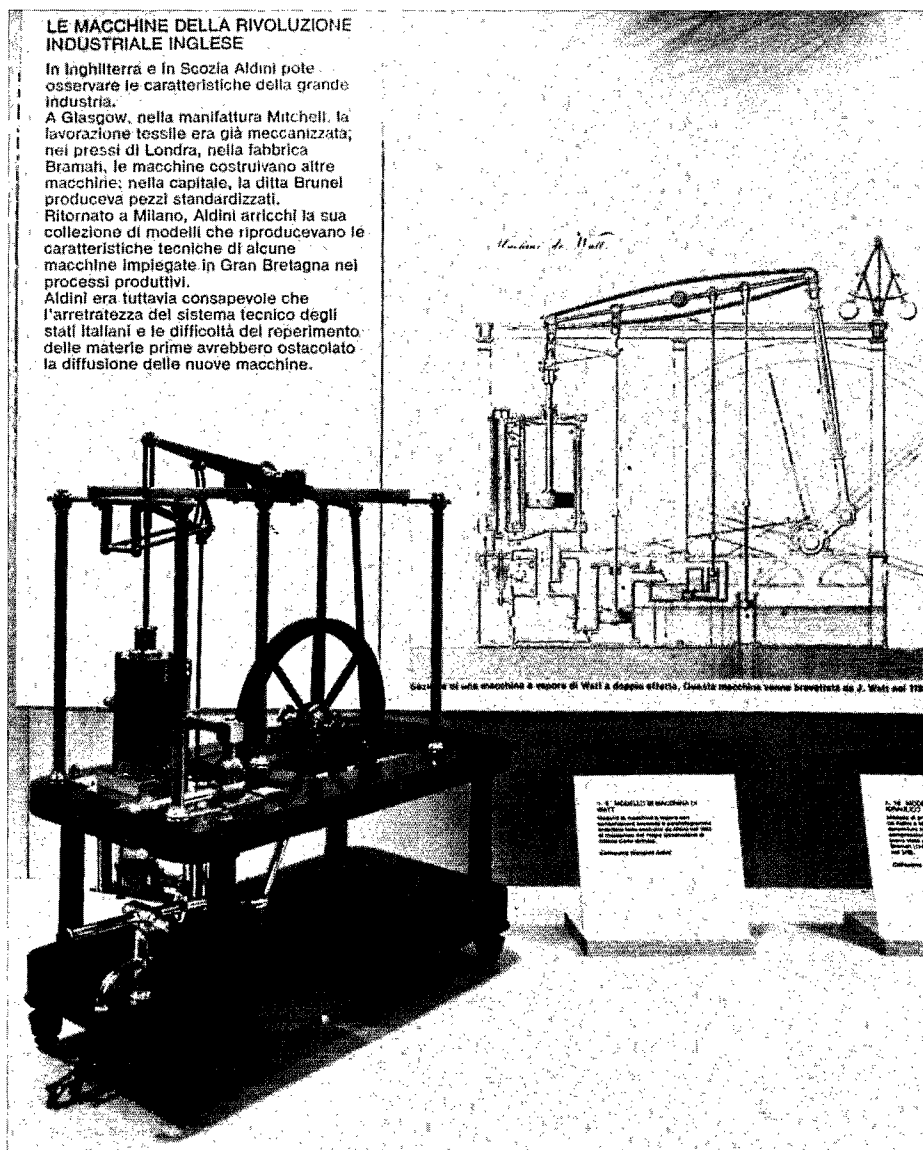 LE MACCHINE DELLA RIVOLUZIONE
INDUSTRIALE INGLESE
In Inghilterra e in Scozia Aldini pote
osservare le caratteristiche della grande
industria.
A Glasgow, nella manifattura Mitchell, la
lavorazione tessile era già meccanizzata;
nei pressi di Londra, nella fabbrica
Bramah, le macchine costruivano altre
macchine; nella capitale, la ditta Brunel
produceva pezzi standardizzati.
Ritornato a Milano, Aldini arricchì la sua
collezione di modelli che riproducevano le
caratteristiche tecniche di alcune
macchine impiegate in Gran Bretagna nei
processi produttivi.
Aldini era tuttavia consapevole che
l'arretratezza del sistema tecnico degli
stati italiani e le difficoltà del reperimento
delle materie prime avrebbero ostacolato
la diffusione delle nuove macchine.
Machine de Watt
di una macchina a vapore di Watt a doppio effetto. Questa macchina venne brevettata da J. Watt nel
MODELLO DI MACCHINA DI
WATT